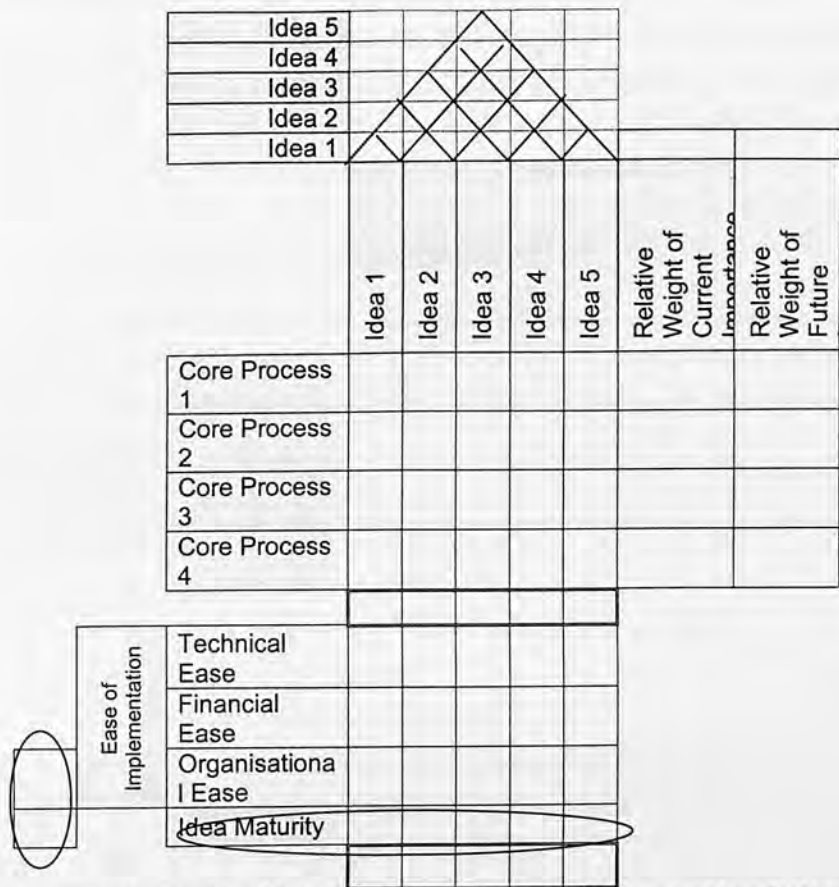 Idea 5
Idea 4
Idea 3
Idea 2
Idea 1
Idea 1
Idea 2
Idea 3
Idea 4
Idea 5
Relative
Weight of
Current
Importance
Relative
Weight of
Future
Core Process
1
Core Process
2
Core Process
3
Core Process
4
Ease of
Implementation
Technical
Ease
Financial
Ease
Organisationa
l Ease
Idea Maturity